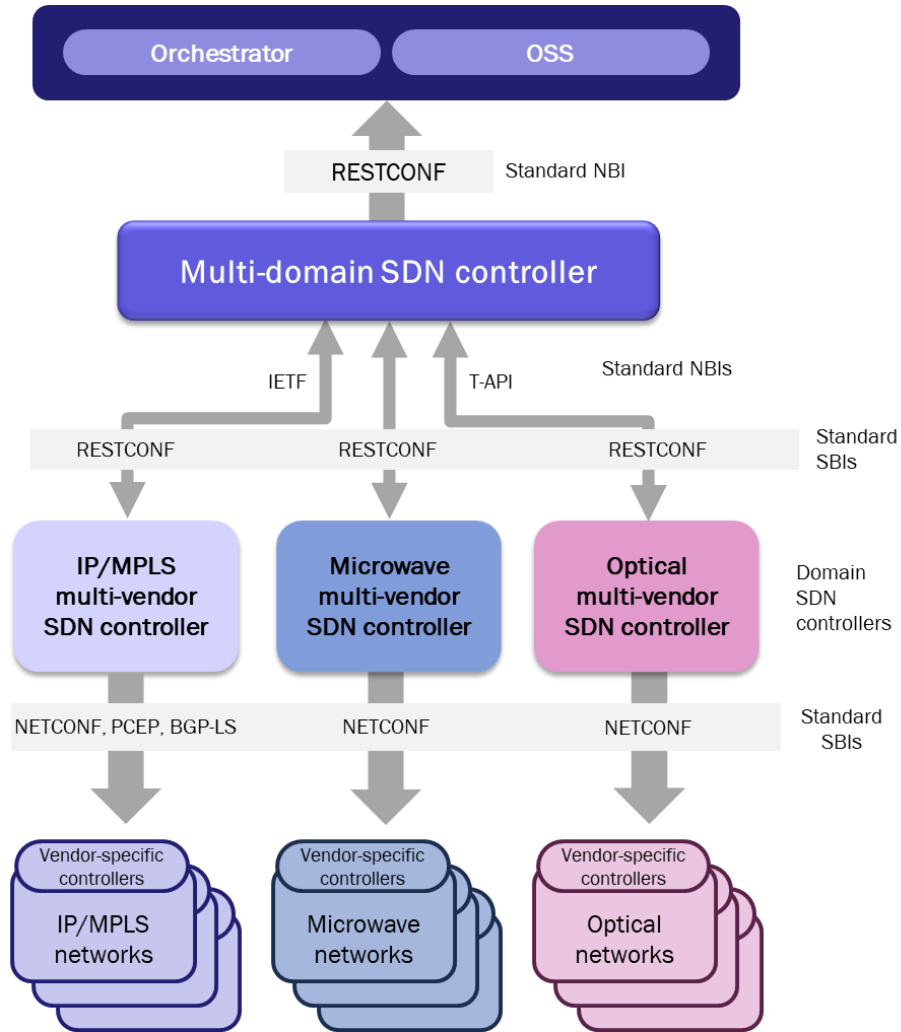 Orchestrator
OSS
RESTCONF
Standard NBI
Multi-domain SDN controller
IETF
T-API
Standard NBIs
RESTCONF
RESTCONF
RESTCONF
Standard
SBIs
IP/MPLS
multi-vendor
SDN controller
Microwave
multi-vendor
SDN controller
Optical
multi-vendor
SDN controller
Domain
SDN
controllers
NETCONF, PCEP, BGP-LS
NETCONF
NETCONF
Standard
SBIs
Vendor-specific
controllers
IP/MPLS
networks
Vendor-specific
controllers
Microwave
networks
Vendor-specific
controllers
Optical
networks